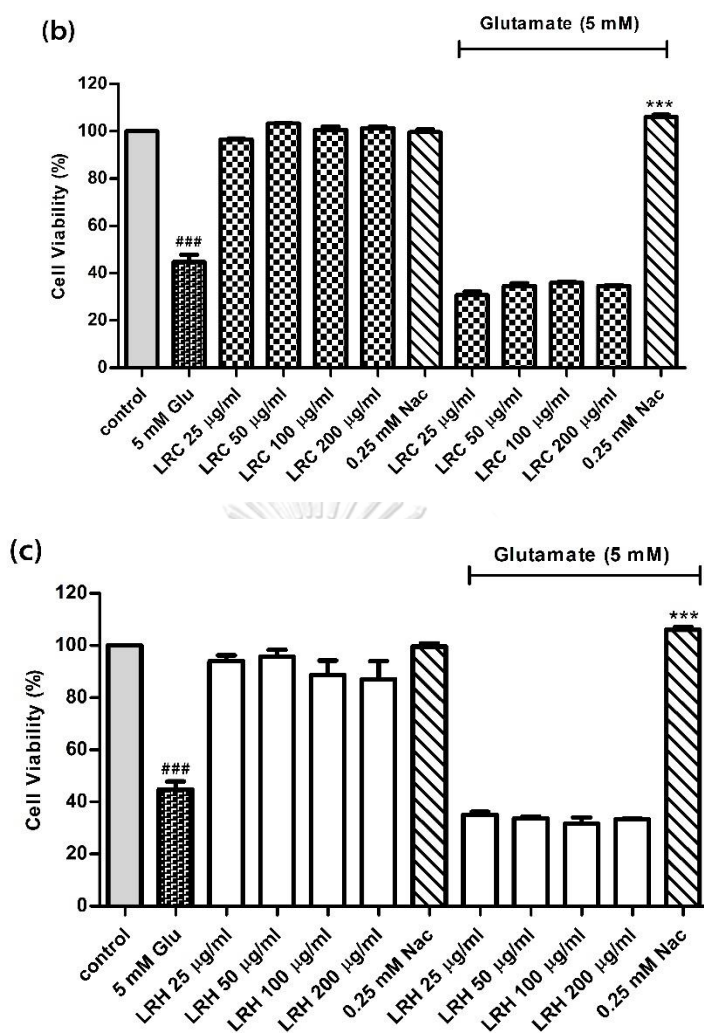 (b)
Glutamate (5 mM)
Cell Viability (%)
120
100
80
60
40
20
0
###
***
control
5 mM Glu
LRC 25 µg/ml
LRC 50 µg/ml
LRC 100 µg/ml
LRC 200 µg/ml
0.25 mM Nac
LRC 25 µg/ml
LRC 50 µg/ml
LRC 100 µg/ml
LRC 200 µg/ml
0.25 mM Nac
(c)
Glutamate (5 mM)
Cell Viability (%)
120
100
80
60
40
20
0
###
***
control
5 mM Glu
LRH 25 µg/ml
LRH 50 µg/ml
LRH 100 µg/ml
LRH 200 µg/ml
0.25 mM Nac
LRH 25 µg/ml
LRH 50 µg/ml
LRH 100 µg/ml
LRH 200 µg/ml
0.25 mM Nac